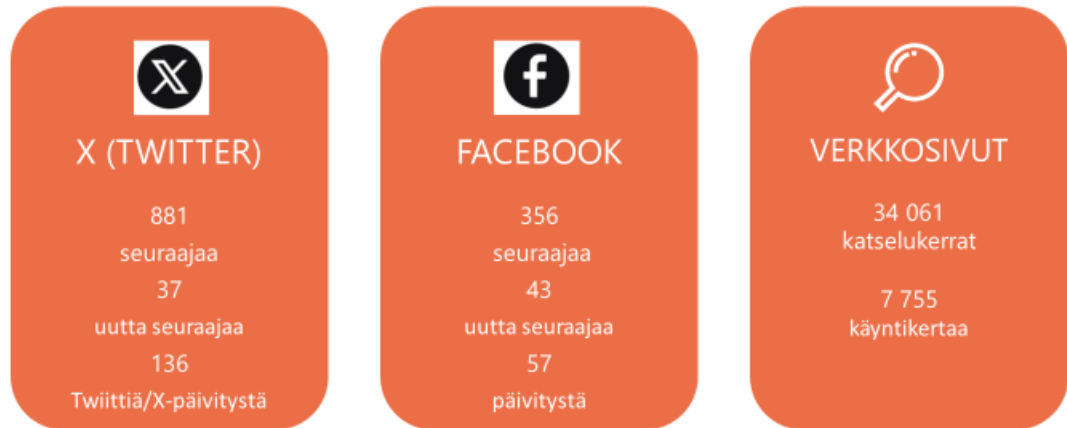 X (TWITTER)
881
seuraajaa
37
uutta seuraajaa
136
Twiittiä/X-päivitystä
FACEBOOK
356
seuraajaa
43
uutta seuraajaa
57
päivitystä
VERKKOSIVUT
34 061
katselukerrat
7 755
käyntikertaa